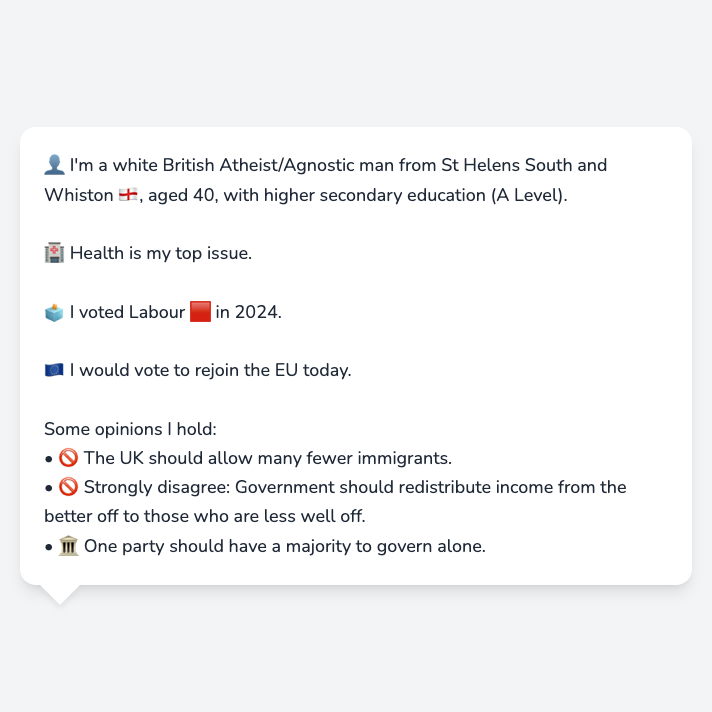 👤 I'm a white British Atheist/Agnostic man from St Helens South and
Whiston 🏴󠁧󠁢󠁥󠁮󠁧󠁿, aged 40, with higher secondary education (A Level).
🏥 Health is my top issue.
🗳️ I voted Labour 🟥 in 2024.
🇪🇺 I would vote to rejoin the EU today.
Some opinions I hold:
• 🚫 The UK should allow many fewer immigrants.
• 🚫 Strongly disagree: Government should redistribute income from the
better off to those who are less well off.
• 🏛️ One party should have a majority to govern alone.